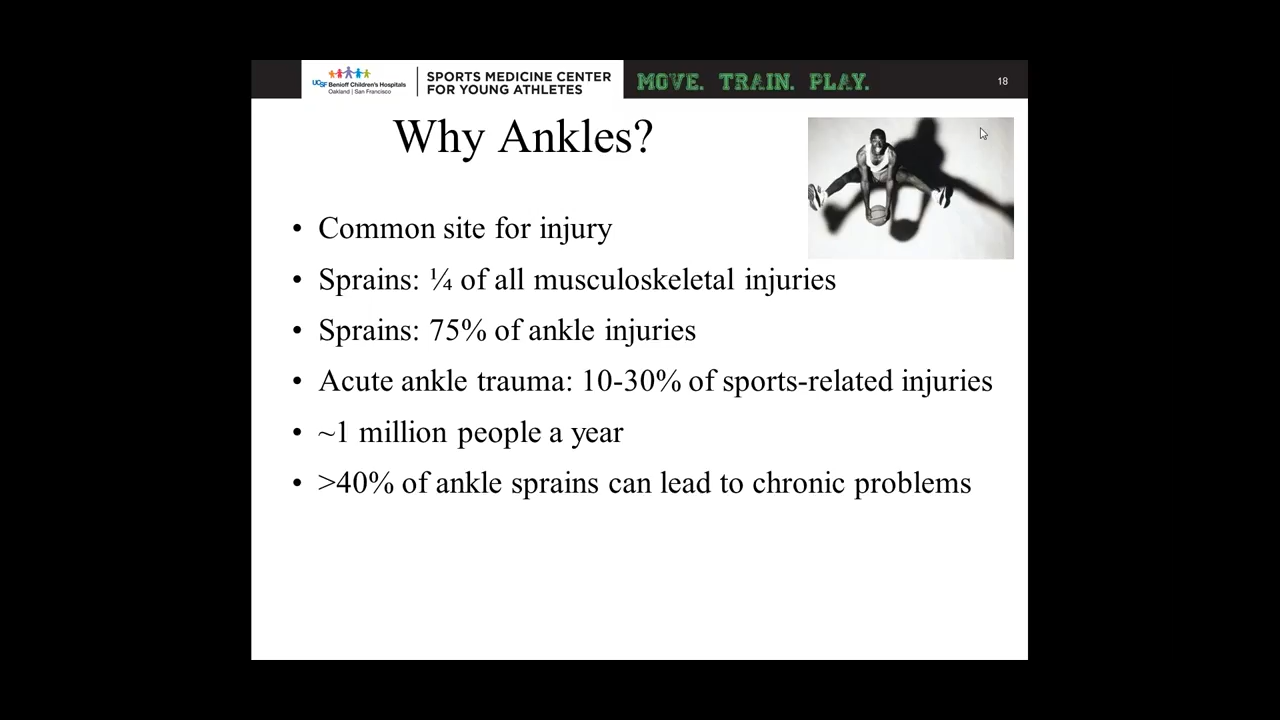 UCSF Benioff Children's Hospitals
Oakland | San Francisco
SPORTS MEDICINE CENTER
FOR YOUNG ATHLETES
MOVE. TRAIN. PLAY.
18
Why Ankles?
• Common site for injury
• Sprains: ¼ of all musculoskeletal injuries
• Sprains: 75% of ankle injuries
• Acute ankle trauma: 10-30% of sports-related injuries
• ~1 million people a year
• >40% of ankle sprains can lead to chronic problems